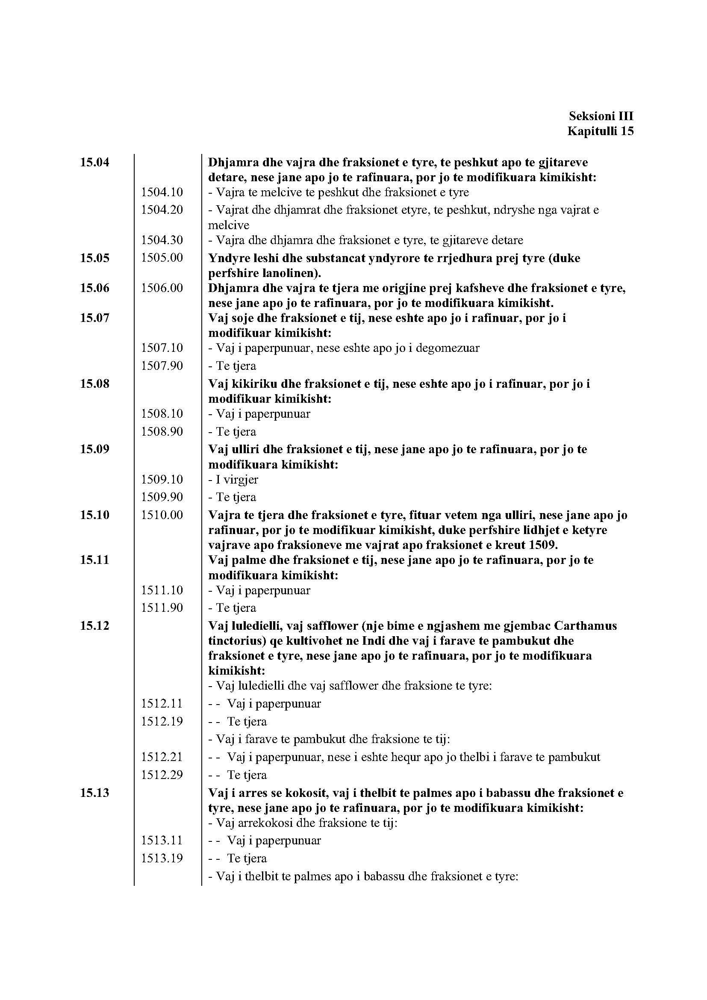 Seksioni III
Kapitulli 15
15.04 Dhjamra dhe vajra dhe fraksionet e tyre, te peshkut apo te gjitareve
detare, nese jane apo jo te rafinuara, por jo te modifikuara kimikisht:
1504.10 - Vajra te melcive te peshkut dhe fraksionet e tyre
1504.20 - Vajrat dhe dhjamrat dhe fraksionet etyre, te peshkut, ndryshe nga vajrat e
melcive
1504.30 - Vajra dhe dhjamra dhe fraksionet e tyre, te gjitareve detare
15.05 1505.00 Yndyre leshi dhe substancat yndyrore te rrjedhura prej tyre (duke
perfshire lanolinen).
15.06 1506.00 Dhjamra dhe vajra te tjera me origjine prej kafsheve dhe fraksionet e tyre,
nese jane apo jo te rafinuara, por jo te modifikuara kimikisht.
15.07 Vaj soje dhe fraksionet e tij, nese eshte apo jo i rafinuar, por jo i
modifikuar kimikisht:
1507.10 - Vaj i paperpunuar, nese eshte apo jo i degomezuar
1507.90 - Te tjera
15.08 Vaj kikiriku dhe fraksionet e tij, nese eshte apo jo i rafinuar, por jo i
modifikuar kimikisht:
1508.10 - Vaj i paperpunuar
1508.90 - Te tjera
15.09 Vaj ulliri dhe fraksionet e tij, nese jane apo jo te rafinuara, por jo te
modifikuara kimikisht:
1509.10 - I virgjer
1509.90 - Te tjera
15.10 1510.00 Vajra te tjera dhe fraksionet e tyre, fituar vetem nga ulliri, nese jane apo jo
rafinuar, por jo te modifikuar kimikisht, duke perfshire lidhjet e ketyre
vajrave apo fraksioneve me vajrat apo fraksionet e kreut 1509.
15.11 Vaj palme dhe fraksionet e tij, nese jane apo jo te rafinuara, por jo te
modifikuara kimikisht:
1511.10 - Vaj i paperpunuar
1511.90 - Te tjera
15.12 Vaj luledielli, vaj safflower (nje bime e ngjashem me gjembac Carthamus
tinctorius) qe kultivohet ne Indi dhe vaj i farave te pambukut dhe
fraksionet e tyre, nese jane apo jo te rafinuara, por jo te modifikuara
kimikisht:
- Vaj luledielli dhe vaj safflower dhe fraksione te tyre:
1512.11 - - Vaj i paperpunuar
1512.19 - - Te tjera
- Vaj i farave te pambukut dhe fraksione te tij:
1512.21 - - Vaj i paperpunuar, nese i eshte hequr apo jo thelbi i farave te pambukut
1512.29 - - Te tjera
15.13 Vaj i arres se kokosit, vaj i thelbit te palmes apo i babassu dhe fraksionet e
tyre, nese jane apo jo te rafinuara, por jo te modifikuara kimikisht:
- Vaj arrekokosi dhe fraksione te tij:
1513.11 - - Vaj i paperpunuar
1513.19 - - Te tjera
- Vaj i thelbit te palmes apo i babassu dhe fraksionet e tyre: